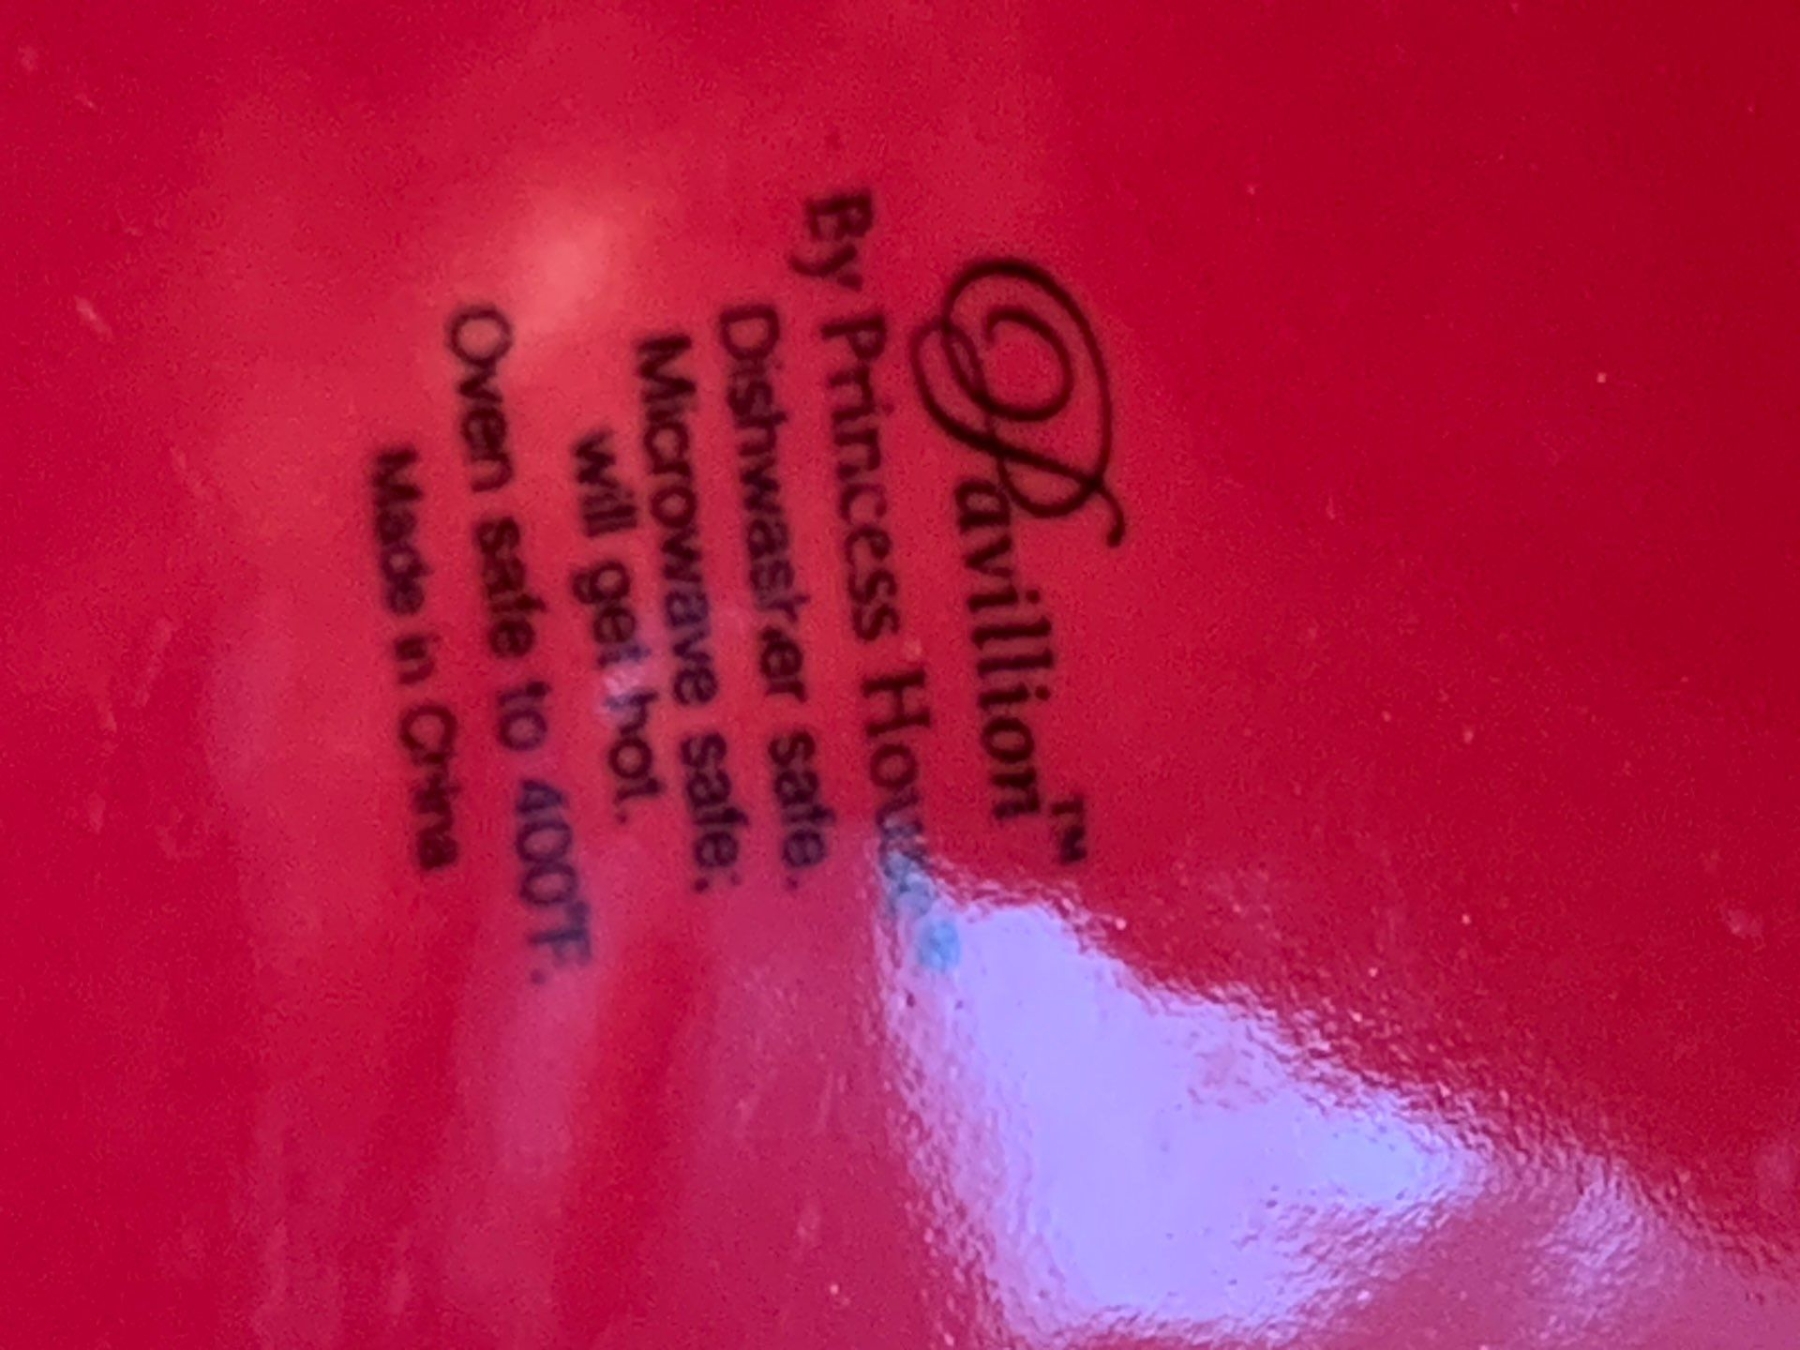 Pavillion™
By Princess House
Dishwasher safe.
Microwave safe:
will get hot.
Oven safe to 400°F.
Made in China